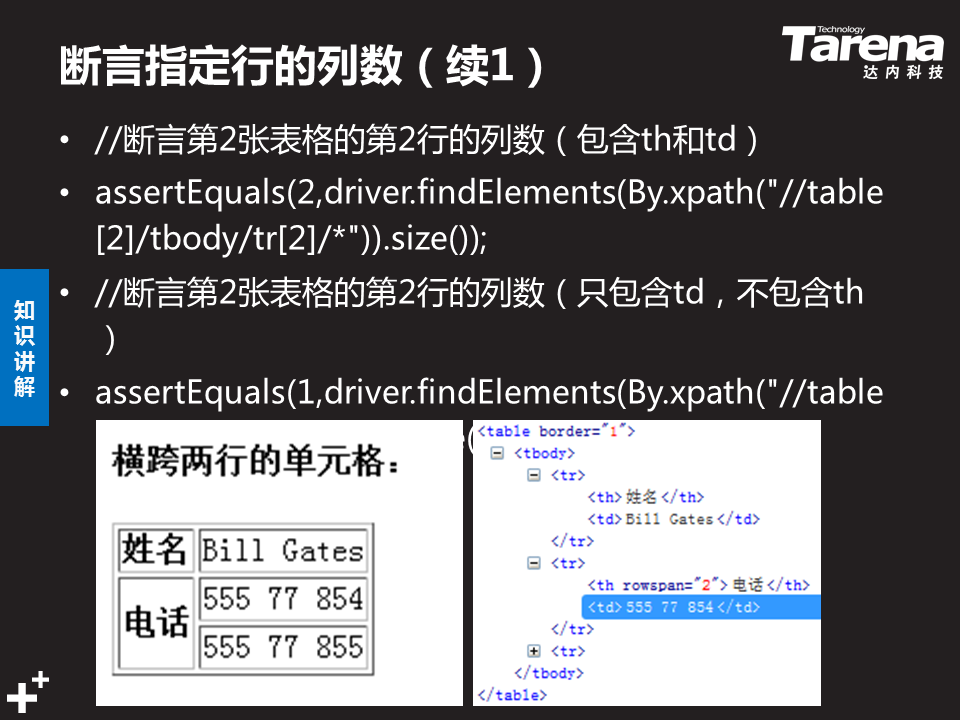 断言指定行的列数（续1）
Technology
Tarena
达内科技
• //断言第2张表格的第2行的列数（包含th和td）
• assertEquals(2,driver.findElements(By.xpath("//table
[2]/tbody/tr[2]/*")).size());
• //断言第2张表格的第2行的列数（只包含td，不包含th
）
• assertEquals(1,driver.findElements(By.xpath("//table
知识讲解
横跨两行的单元格：
姓名 Bill Gates
电话 555 77 854
555 77 855
<table border="1">
<tbody>
<tr>
<th>姓名</th>
<td>Bill Gates</td>
</tr>
<tr>
<th rowspan="2">电话</th>
<td>555 77 854</td>
</tr>
<tr>
</tbody>
</table>